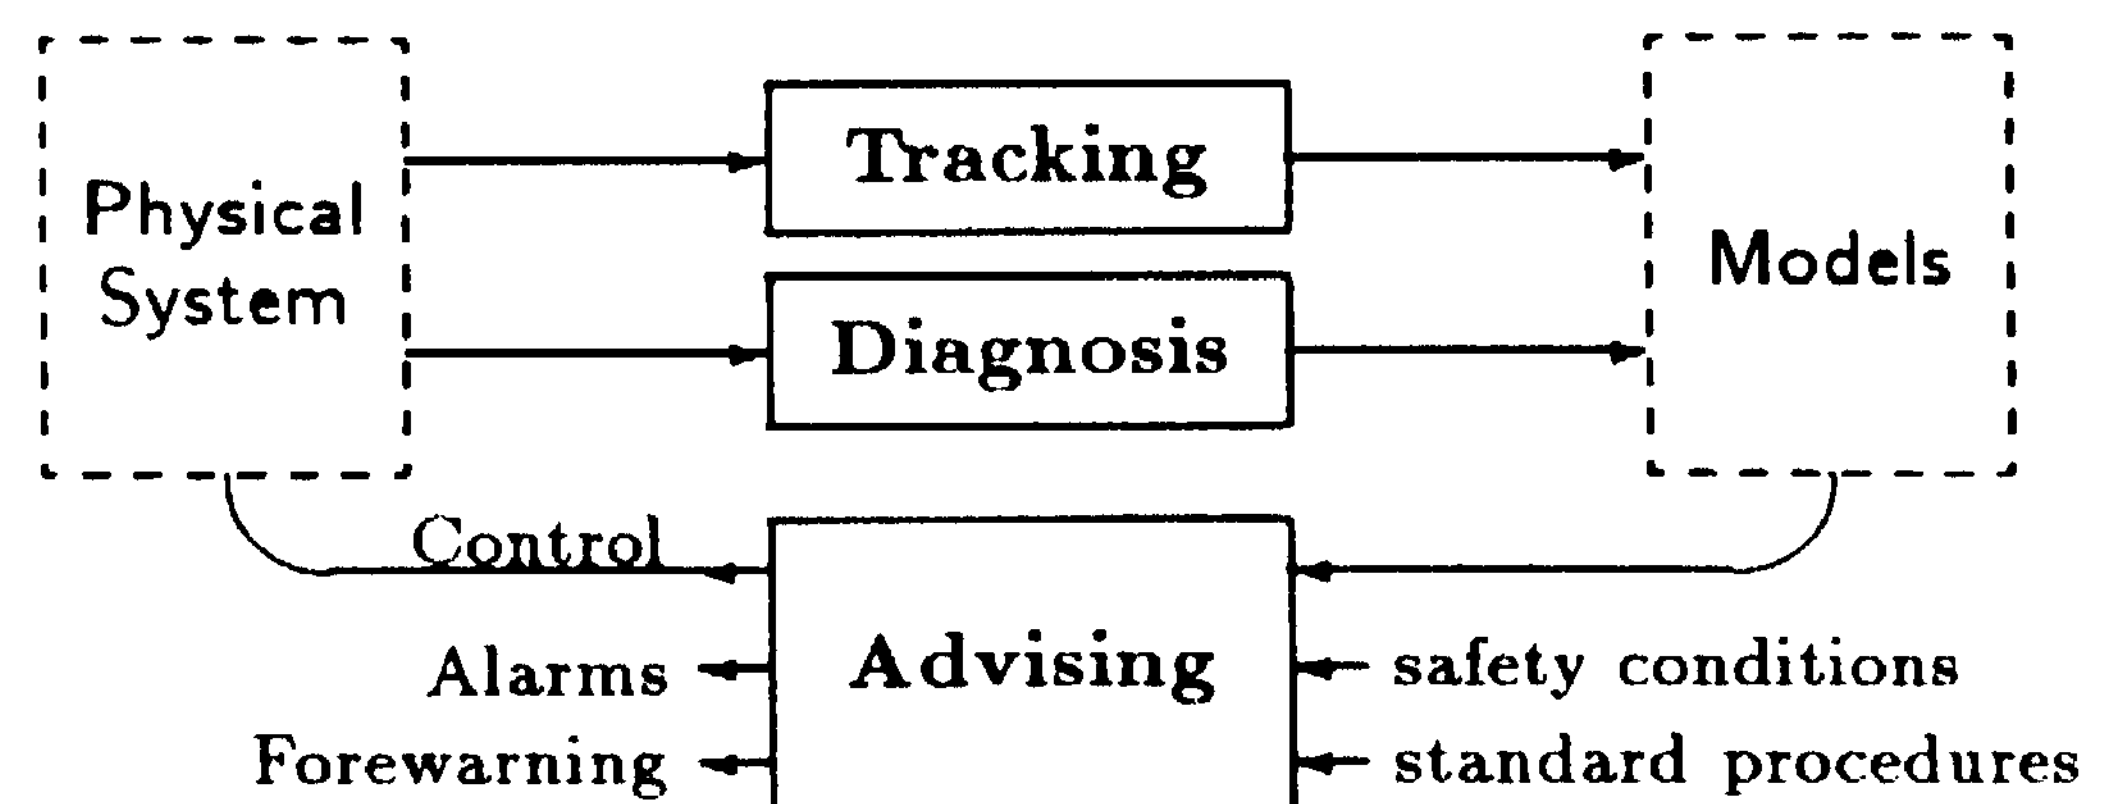 Tracking
Physical
System
Models
Diagnosis
Control
Advising
Alarms
safety conditions
Forewarning
standard procedures